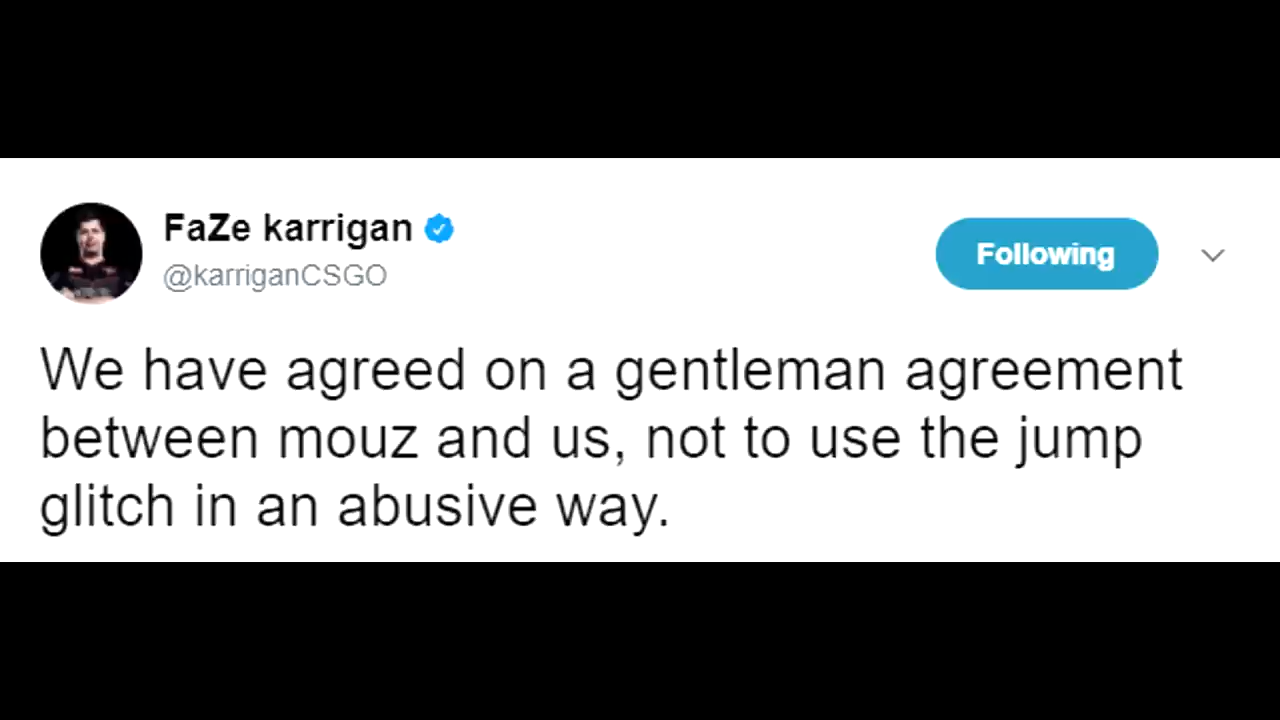 FaZe karrigan
@karriganCSGO
Following
We have agreed on a gentleman agreement
between mouz and us, not to use the jump
glitch in an abusive way.